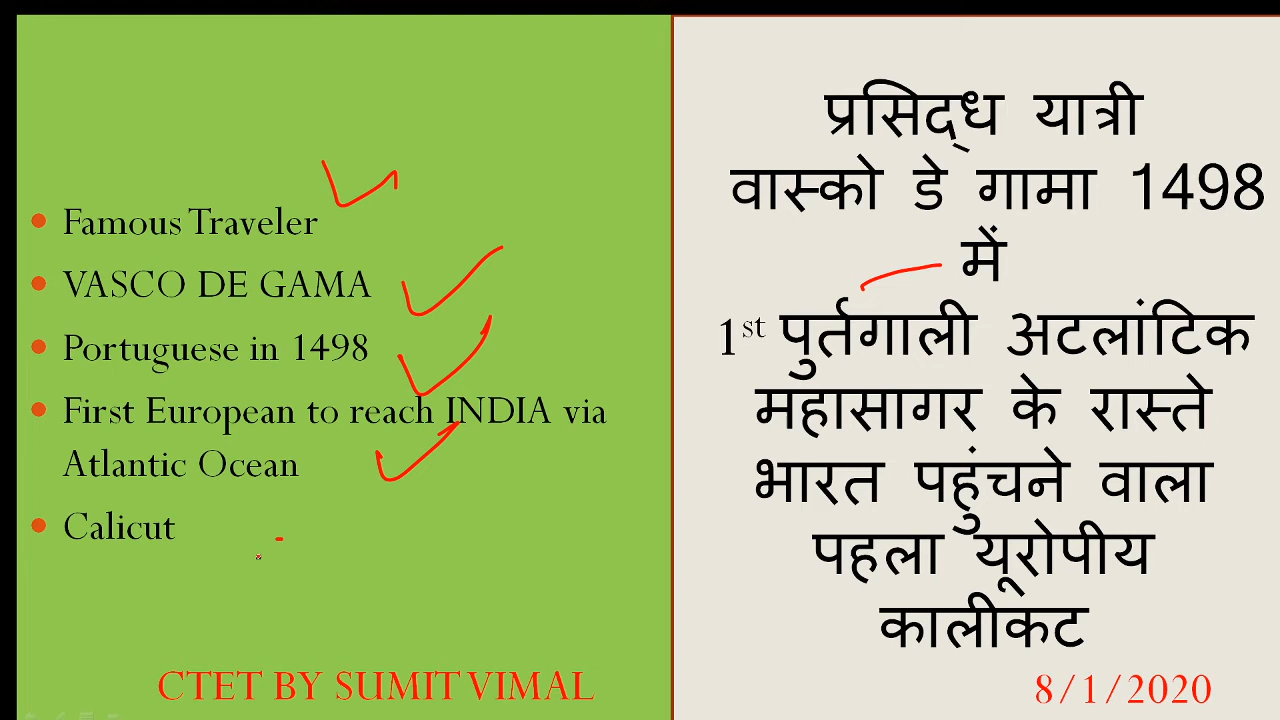 Famous Traveler
VASCO DE GAMA
Portuguese in 1498
First European to reach INDIA via
Atlantic Ocean
Calicut
CTET BY SUMIT VIMAL
प्रसिद्ध यात्री
वास्को डे गामा 1498
में
1st पुर्तगाली अटलांटिक
महासागर के रास्ते
भारत पहुंचने वाला
पहला यूरोपीय
कालीकट
8/1/2020